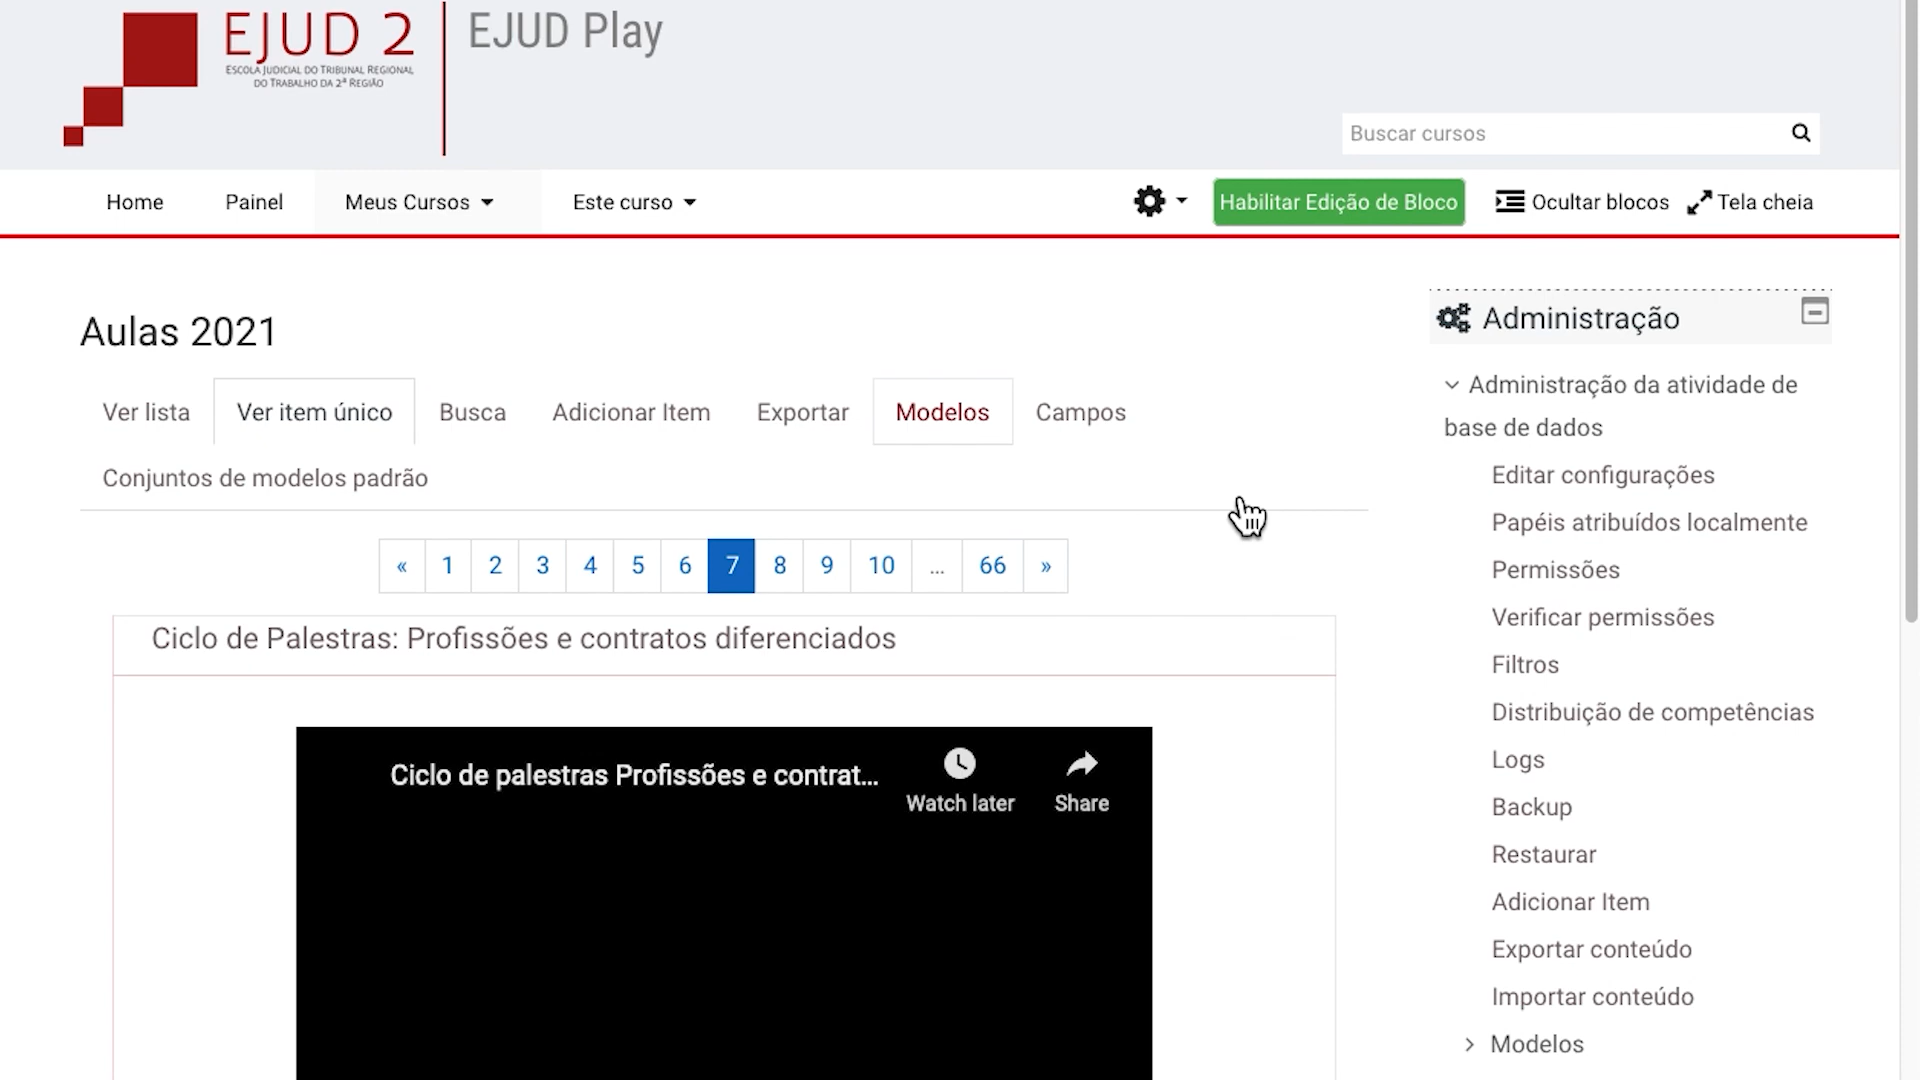 EJUD 2
ESCOLA JUDICIAL DO TRIBUNAL REGIONAL
DO TRABALHO DA 2ª REGIÃO
EJUD Play
Buscar cursos
Home Painel Meus Cursos Este curso Habilitar Edição de Bloco Ocultar blocos Tela cheia
Aulas 2021
Ver lista Ver item único Busca Adicionar Item Exportar Modelos Campos
Conjuntos de modelos padrão
« 1 2 3 4 5 6 7 8 9 10 ... 66 »
Ciclo de Palestras: Profissões e contratos diferenciados
Ciclo de palestras Profissões e contrat...
Watch later
Share
Administração
Administração da atividade de
base de dados
Editar configurações
Papéis atribuídos localmente
Permissões
Verificar permissões
Filtros
Distribuição de competências
Logs
Backup
Restaurar
Adicionar Item
Exportar conteúdo
Importar conteúdo
Modelos